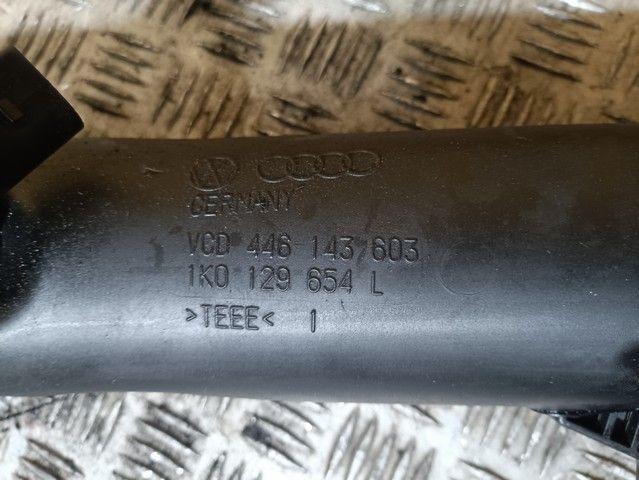 GERMANY
VCD 446 143 603
1K0 129 654 L
>TEEE< 1